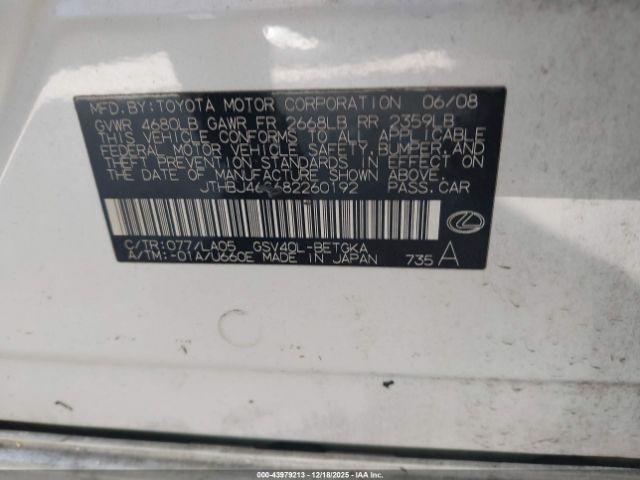 MFD. BY: TOYOTA MOTOR CORPORATION 06/08
GVWR 4680LB GAWR FR 2668LB RR 2359LB
THIS VEHICLE CONFORMS TO ALL APPLICABLE
FEDERAL MOTOR VEHICLE SAFETY, BUMPER, AND
THEFT PREVENTION STANDARDS IN EFFECT ON
THE DATE OF MANUFACTURE SHOWN ABOVE.
PASS.CAR
C/TR:077/LA05 GSV40L-BETGKA
A/TM:-01A/U660E MADE IN JAPAN 735 A
000-43979213 - 12/18/2025 - IAA, Inc.